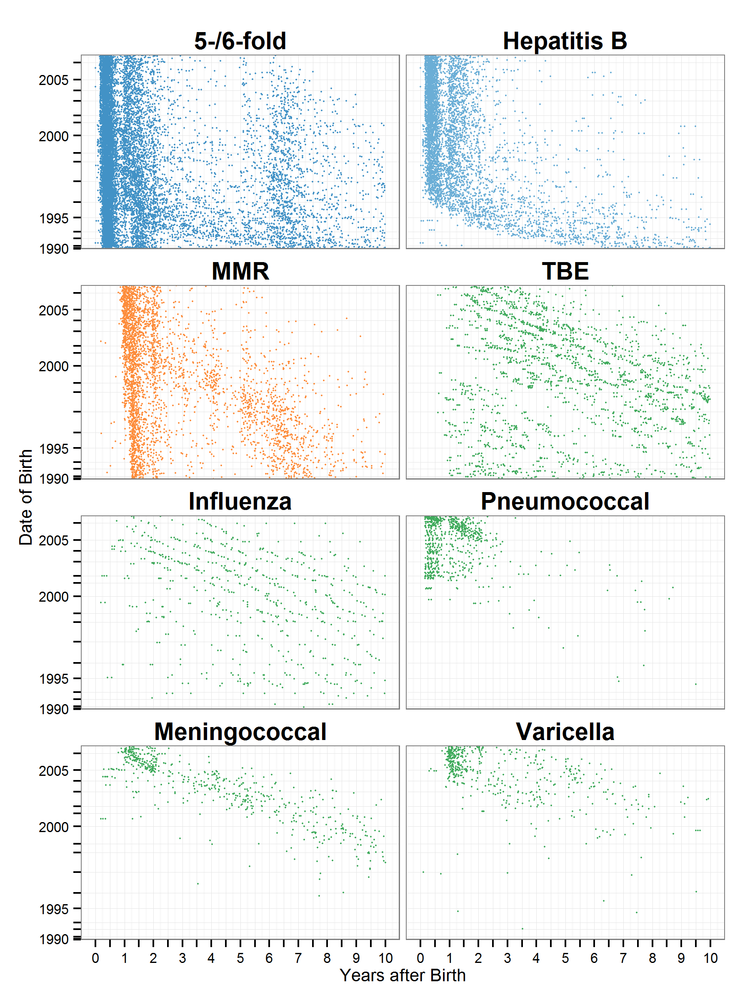 5-/6-fold
Hepatitis B
2005
2000
1995
1990
MMR
TBE
2005
2000
1995
1990
Influenza
Pneumococcal
2005
2000
1995
1990
Meningococcal
Varicella
2005
2000
1995
1990
0 1 2 3 4 5 6 7 8 9 10
0 1 2 3 4 5 6 7 8 9 10
Years after Birth
Date of Birth